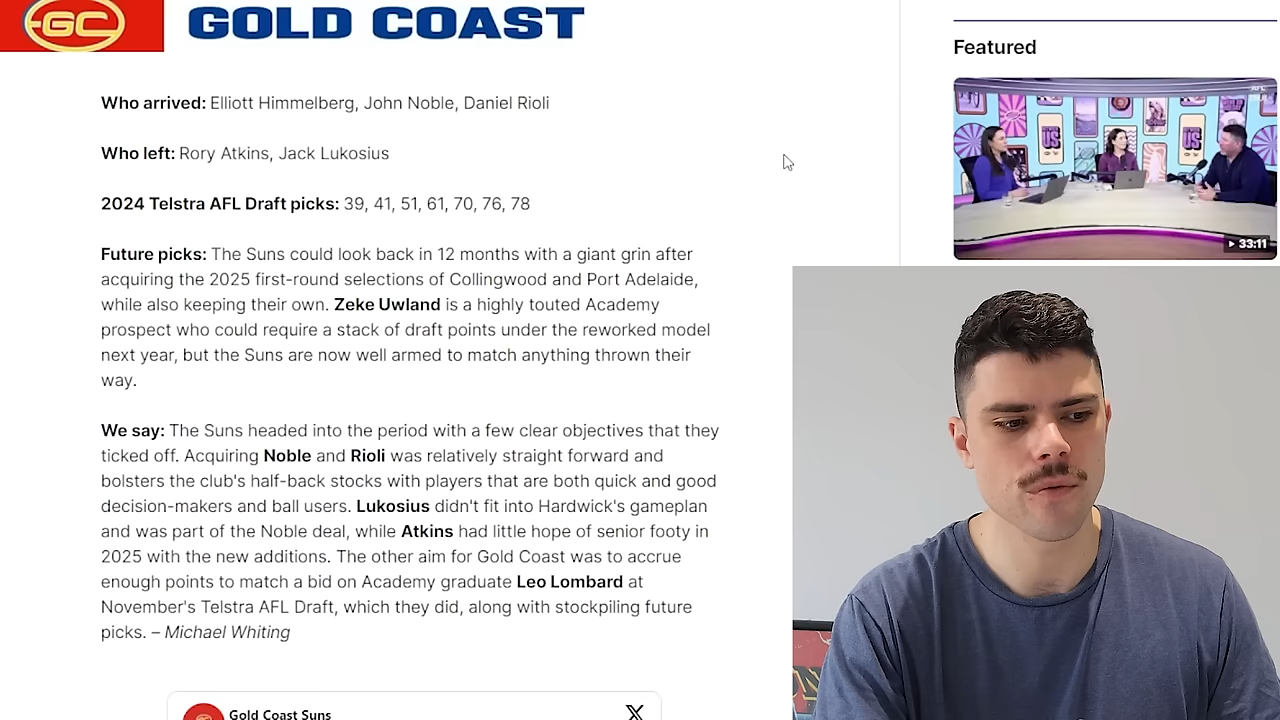 GC
GOLD COAST
Featured
Who arrived: Elliott Himmelberg, John Noble, Daniel Rioli
Who left: Rory Atkins, Jack Lukosius
2024 Telstra AFL Draft picks: 39, 41, 51, 61, 70, 76, 78
33:11
Future picks: The Suns could look back in 12 months with a giant grin after
acquiring the 2025 first-round selections of Collingwood and Port Adelaide,
while also keeping their own. Zeke Uwland is a highly touted Academy
prospect who could require a stack of draft points under the reworked model
next year, but the Suns are now well armed to match anything thrown their
way.
We say: The Suns headed into the period with a few clear objectives that they
ticked off. Acquiring Noble and Rioli was relatively straight forward and
bolsters the club's half-back stocks with players that are both quick and good
decision-makers and ball users. Lukosius didn't fit into Hardwick's gameplan
and was part of the Noble deal, while Atkins had little hope of senior footy in
2025 with the new additions. The other aim for Gold Coast was to accrue
enough points to match a bid on Academy graduate Leo Lombard at
November's Telstra AFL Draft, which they did, along with stockpiling future
picks. – Michael Whiting
Gold Coast Suns